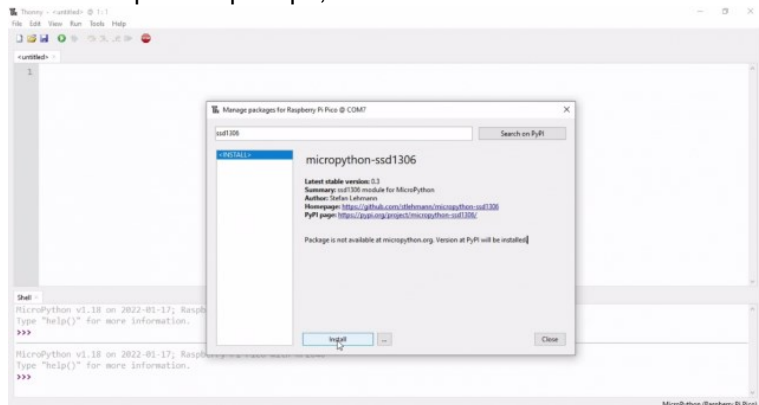 Thonny - <untitled> @ 1:1
File Edit View Run Tools Help
<untitled>
1
Manage packages for Raspberry Pi Pico @ COM7
ssd1306
Search on PyPI
<INSTALL>
micropython-ssd1306
Latest stable version: 0.3
Summary: ssd1306 module for MicroPython
Author: Stefan Lehmann
Homepage: https://github.com/stlehmann/micropython-ssd1306
PyPI page: https://pypi.org/project/micropython-ssd1306/
Package is not available at micropython.org. Version at PyPI will be installed.
Install
...
Close
Shell
MicroPython v1.18 on 2022-01-17; Raspb
Type "help()" for more information.
>>>
MicroPython v1.18 on 2022-01-17; Raspberry Pi Pico with RP2040
Type "help()" for more information.
>>>
MicroPython (Raspberry Pi Pico)